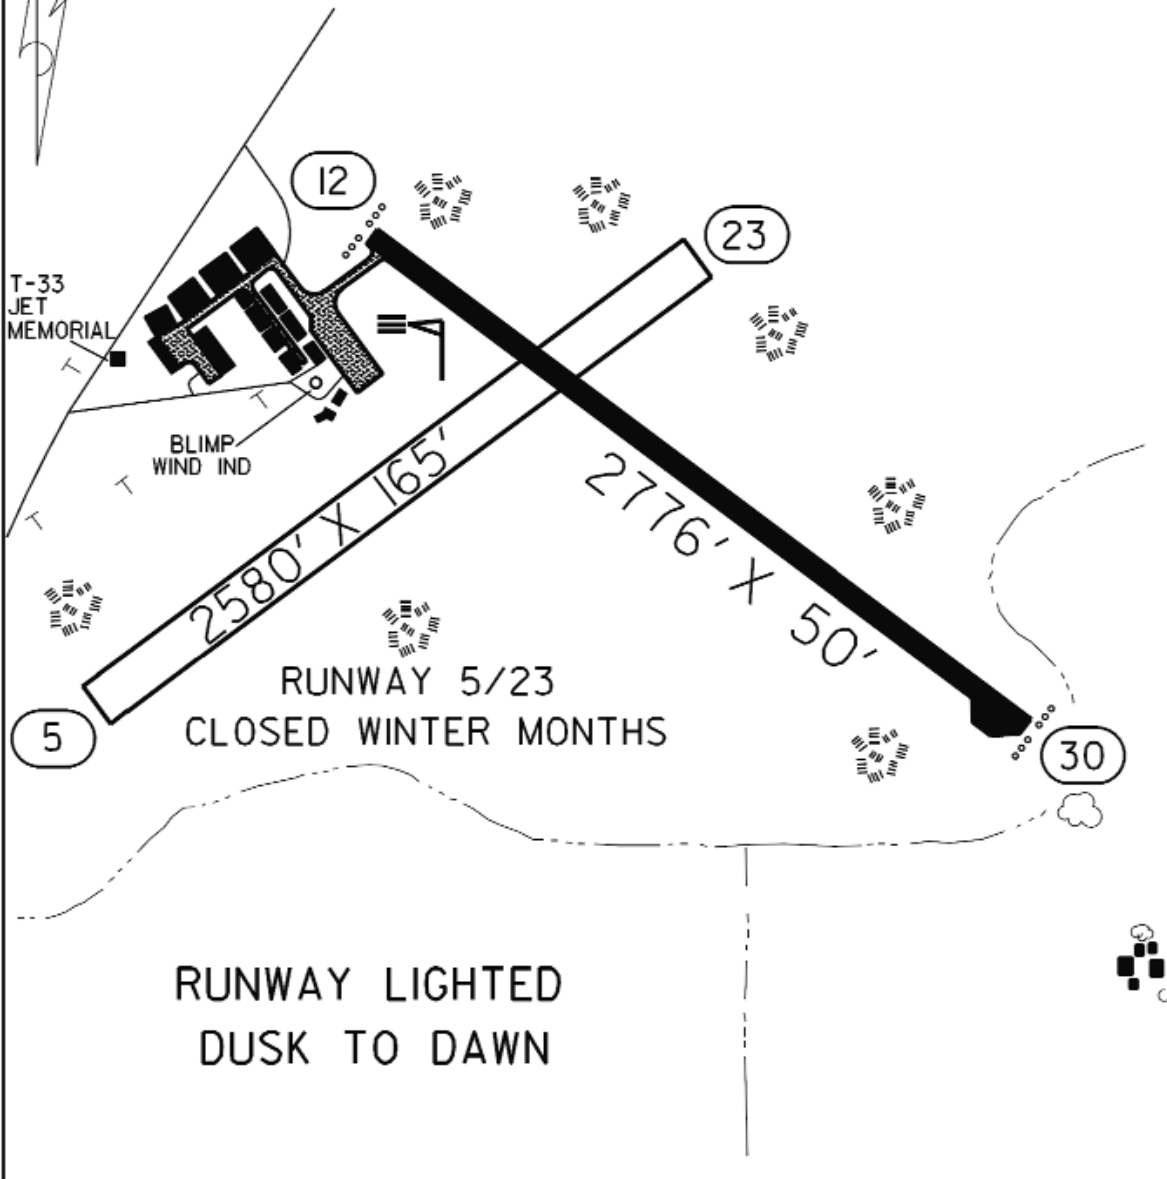 12
23
T-33
JET
MEMORIAL
BLIMP
WIND IND
2580' X 165'
2776' X 50'
RUNWAY 5/23
CLOSED WINTER MONTHS
5
30
RUNWAY LIGHTED
DUSK TO DAWN